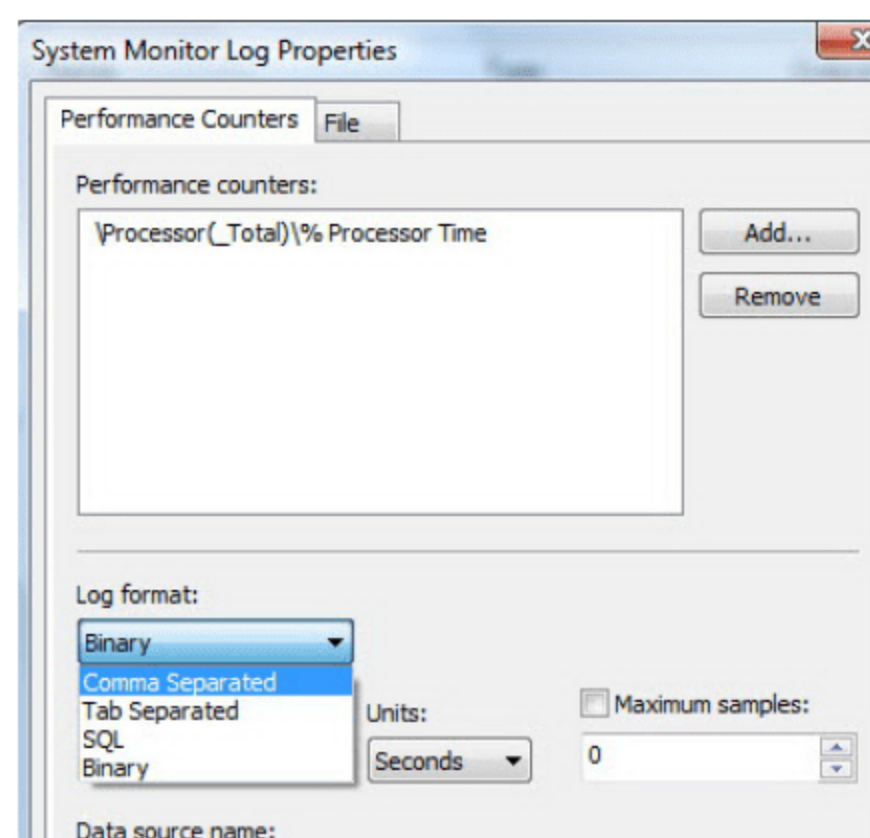 System Monitor Log Properties
Performance Counters
File
Performance counters:
\Processor(_Total)\% Processor Time
Add...
Remove
Log format:
Binary
Comma Separated
Tab Separated
SQL
Binary
Units:
Seconds
Maximum samples:
0
Data source name: